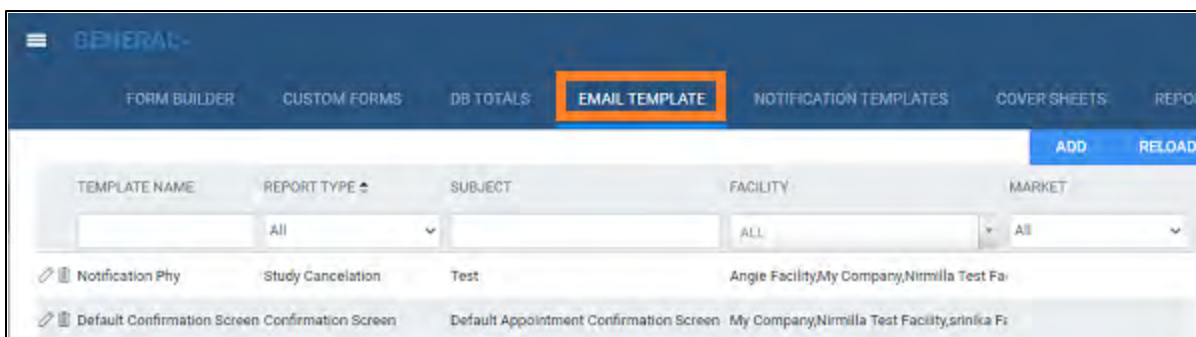 GENERAL-
FORM BUILDER CUSTOM FORMS DB TOTALS EMAIL TEMPLATE NOTIFICATION TEMPLATES COVER SHEETS REPO
ADD RELOAD
TEMPLATE NAME REPORT TYPE SUBJECT FACILITY MARKET
All ALL All
Notification Phy Study Cancelation Test Angie Facility,My Company,Nirmilla Test Fa
Default Confirmation Screen Confirmation Screen Default Appointment Confirmation Screen My Company,Nirmilla Test Facility,srinika Fa